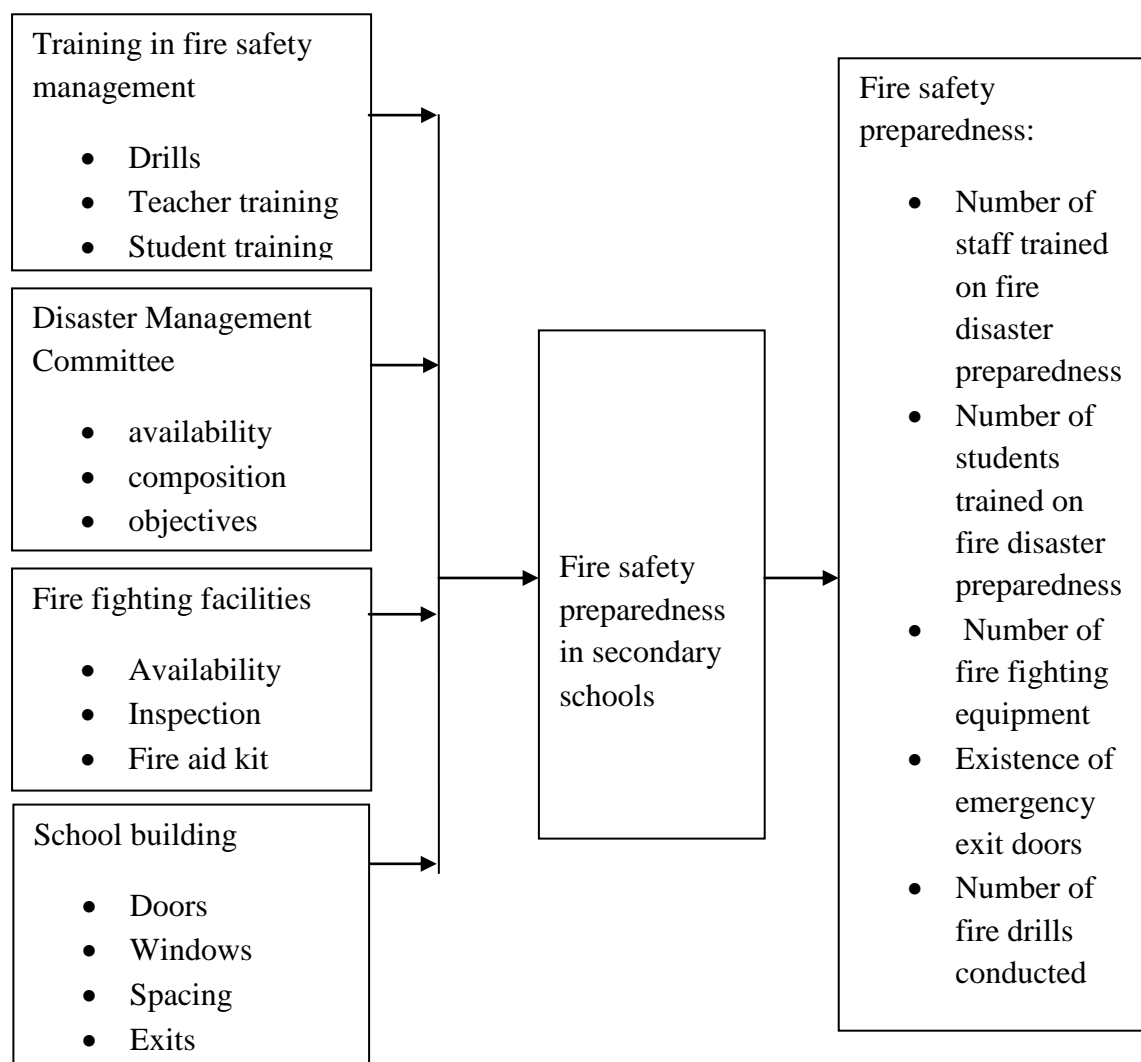 Training in fire safety
management
• Drills
• Teacher training
• Student training
Disaster Management
Committee
• availability
• composition
• objectives
Fire fighting facilities
• Availability
• Inspection
• Fire aid kit
School building
• Doors
• Windows
• Spacing
• Exits
Fire safety
preparedness
in secondary
schools
Fire safety
preparedness:
• Number of
staff trained
on fire
disaster
preparedness
• Number of
students
trained on
fire disaster
preparedness
• Number of
fire fighting
equipment
• Existence of
emergency
exit doors
• Number of
fire drills
conducted